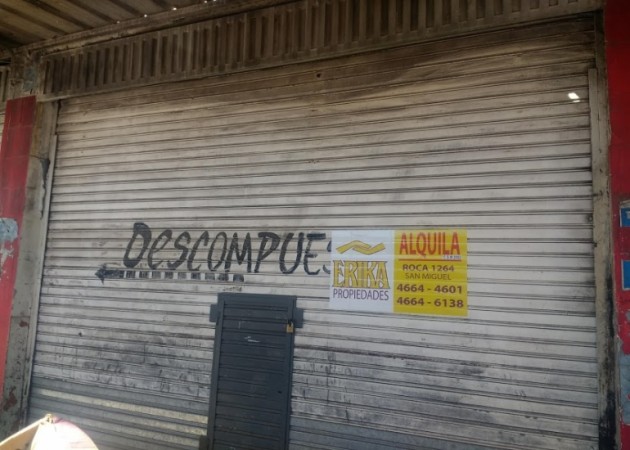 DesCOMPUES
ERIKA
PROPIEDADES
ALQUILA
ROCA 1264
SAN MIGUEL
4664 - 4601
4664 - 6138